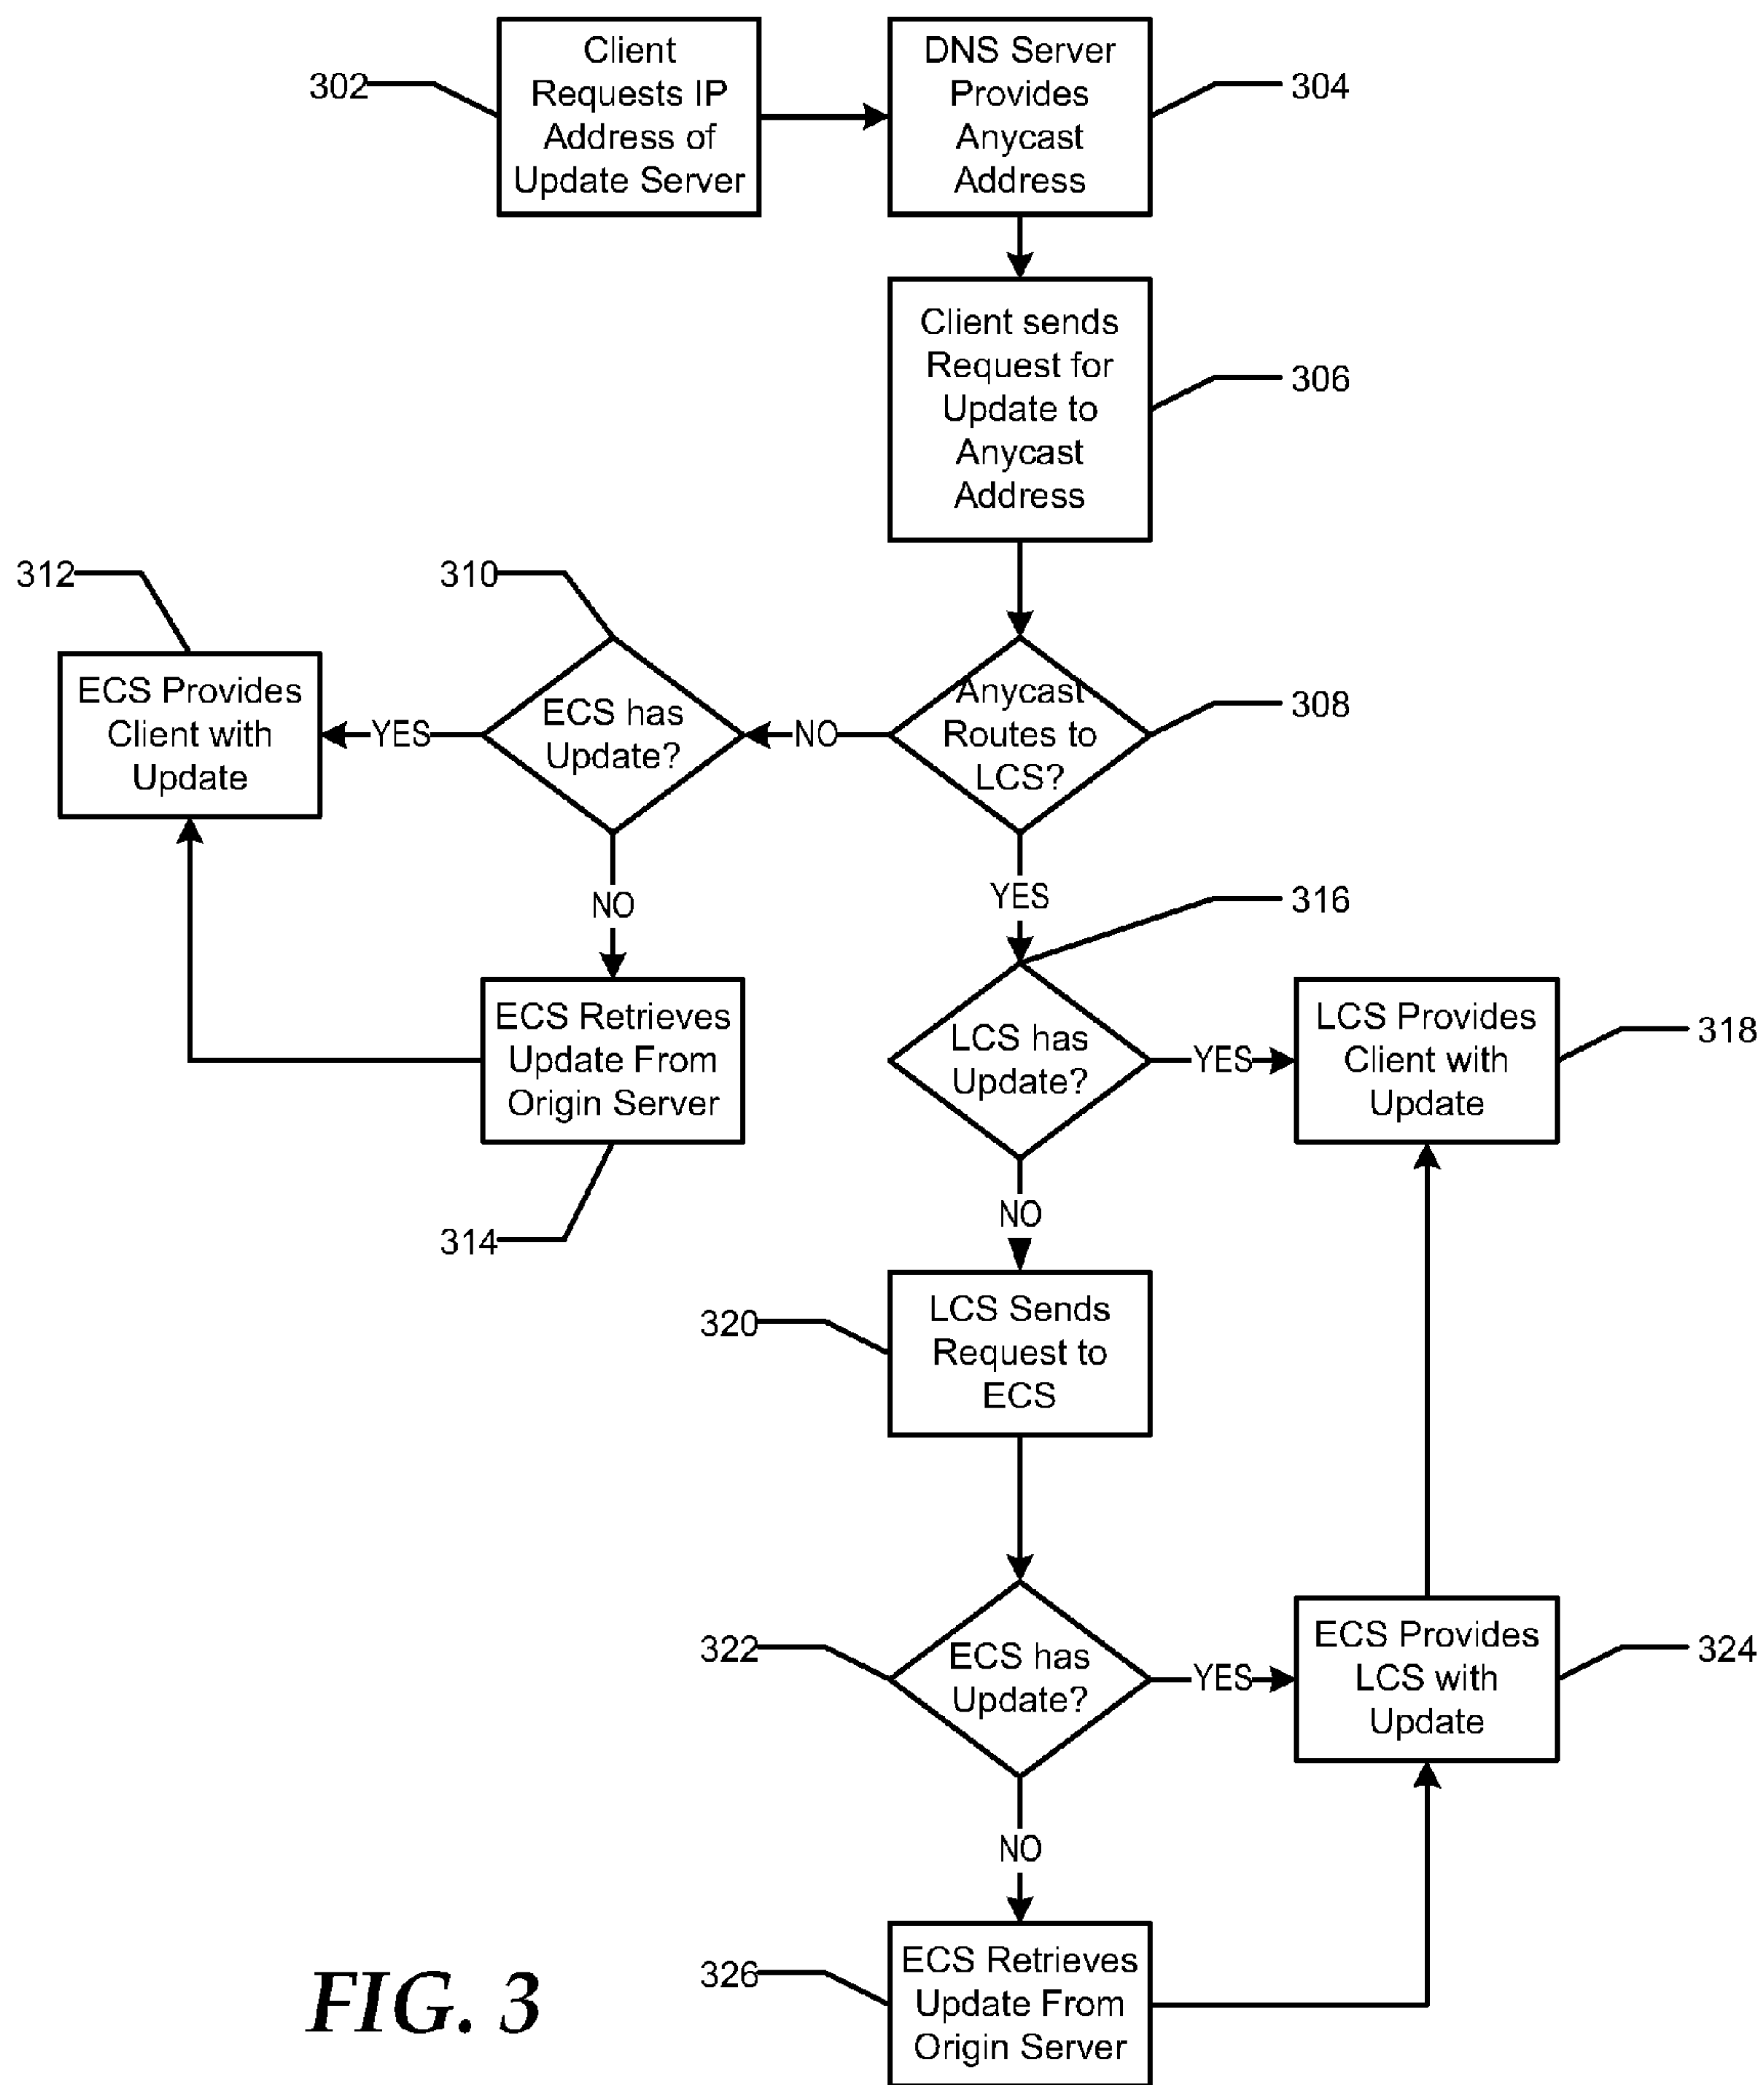 Client
Requests IP
Address of
Update Server
302
DNS Server
Provides
Anycast
Address
304
Client sends
Request for
Update to
Anycast
Address
306
312
310
ECS Provides
Client with
Update
YES
ECS has
Update?
NO
Anycast
Routes to
LCS?
308
NO
YES
316
ECS Retrieves
Update From
Origin Server
314
LCS has
Update?
YES
LCS Provides
Client with
Update
318
NO
320
LCS Sends
Request to
ECS
322
ECS has
Update?
YES
ECS Provides
LCS with
Update
324
NO
326
ECS Retrieves
Update From
Origin Server
FIG. 3